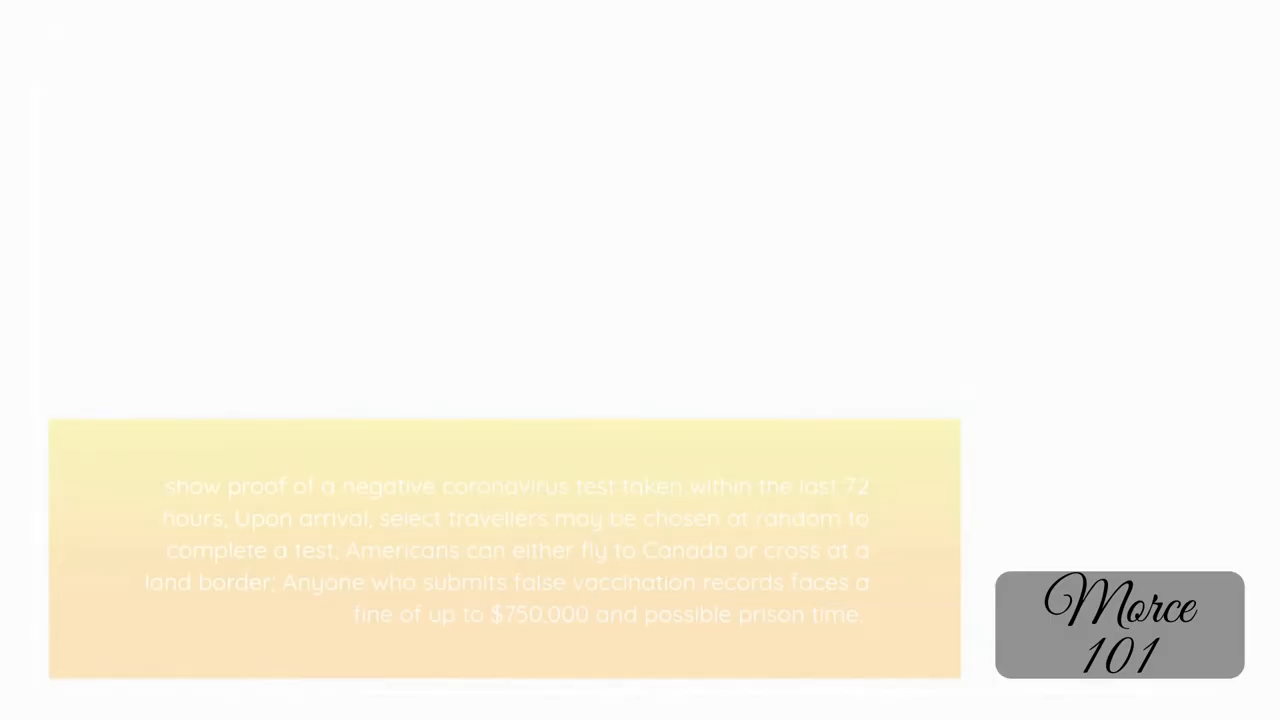 show proof of a negative coronavirus test taken within the last 72
hours, Upon arrival, select travellers may be chosen at random to
complete a test, Americans can either fly to Canada or cross at a
land border; Anyone who submits false vaccination records faces a
fine of up to $750,000 and possible prison time.
Morce
101